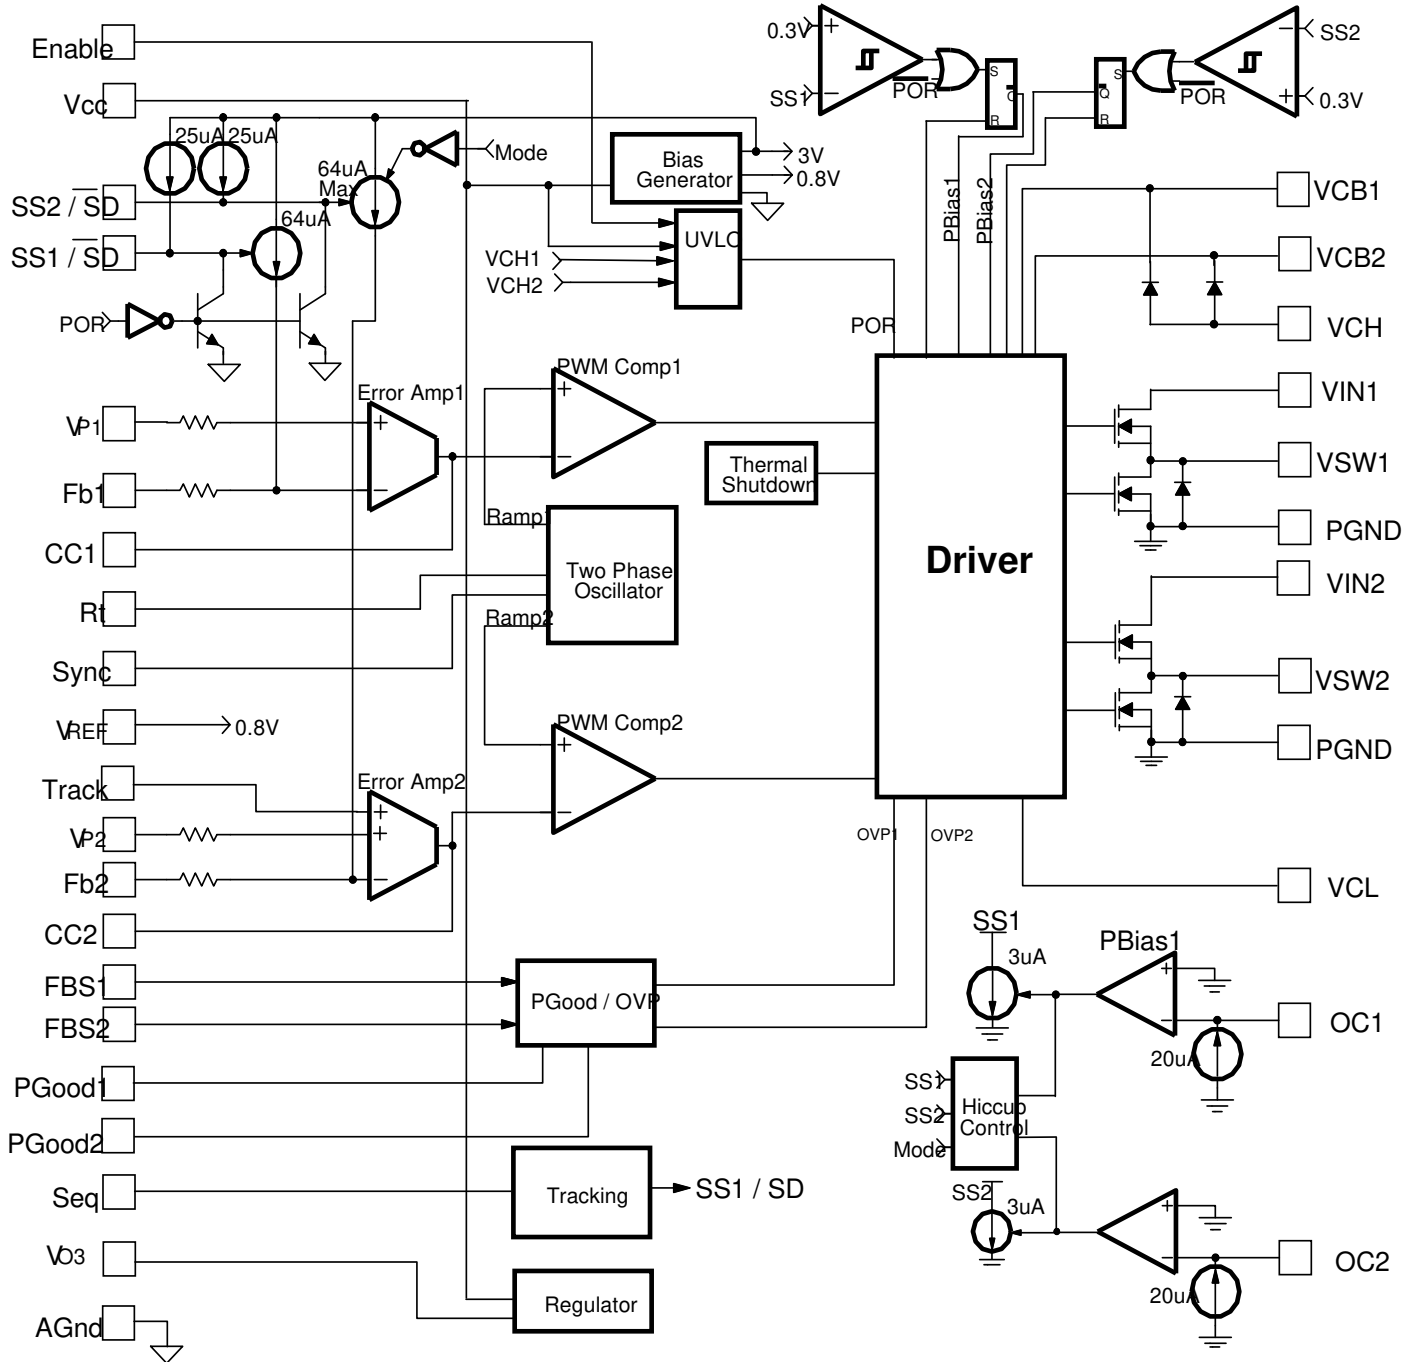 Enable
Vcc
25uA
25uA
64uA
Max
Mode
SS2 / SD
64uA
SS1 / SD
POR
Bias
Generator
3V
0.8V
UVLO
VCH1
VCH2
POR
0.3V
SS1
+
−
POR
S
Q
R
PBias1
PBias2
S
Q
R
POR
−
+
SS2
0.3V
VCB1
VCB2
VCH
VIN1
VSW1
PGND
VIN2
VSW2
PGND
VCL
VP1
Fb1
CC1
Rt
Sync
VREF
0.8V
Track
VP2
Fb2
CC2
FBS1
FBS2
PGood1
PGood2
Seq
VO3
AGnd
Error Amp1
+
−
PWM Comp1
+
−
Thermal
Shutdown
Ramp1
Two Phase
Oscillator
Ramp2
Driver
PWM Comp2
+
−
Error Amp2
+
+
−
OVP1
OVP2
PGood / OVP
Tracking
SS1 / SD
Regulator
SS1
3uA
PBias1
+
−
OC1
20uA
SS1
SS2
Mode
Hiccup
Control
SS2
3uA
+
−
OC2
20uA